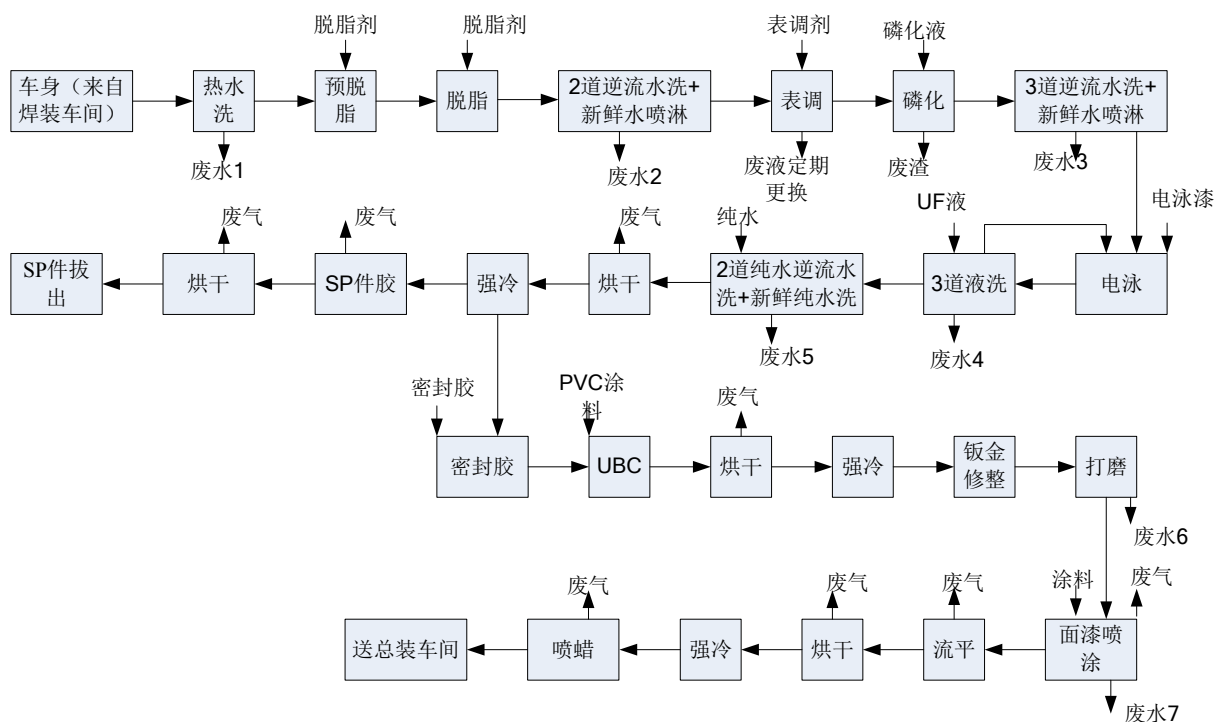 脱脂剂
脱脂剂
表调剂
磷化液
车身（来自
焊装车间）
热水
洗
预脱
脂
脱脂
2道逆流水洗+
新鲜水喷淋
表调
磷化
3道逆流水洗+
新鲜水喷淋
废水1
废水2
废液定期
更换
废渣
废水3
废气
废气
废气
纯水
UF液
电泳漆
SP件拔
出
烘干
SP件胶
强冷
烘干
2道纯水逆流水
洗+新鲜纯水洗
3道液洗
电泳
废水5
废水4
密封胶
PVC涂
料
废气
密封胶
UBC
烘干
强冷
钣金
修整
打磨
废水6
废气
废气
废气
涂料
废气
送总装车间
喷蜡
强冷
烘干
流平
面漆喷
涂
废水7